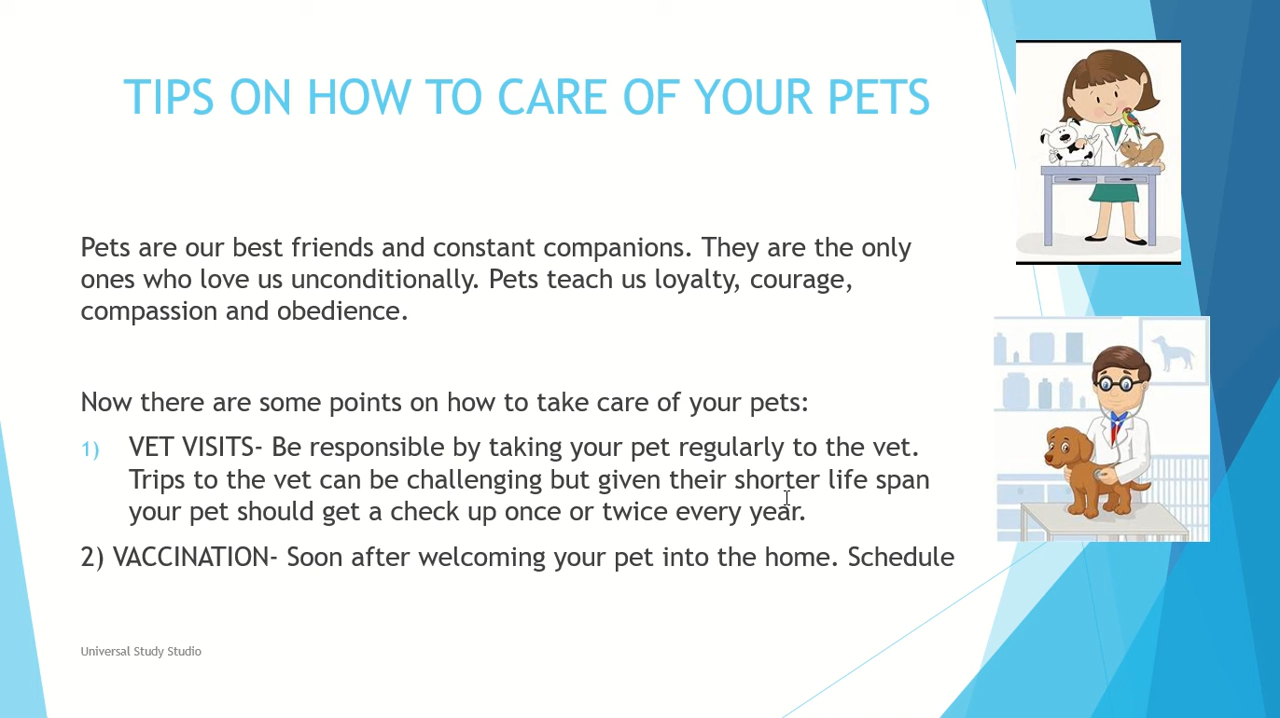 TIPS ON HOW TO CARE OF YOUR PETS
Pets are our best friends and constant companions. They are the only
ones who love us unconditionally. Pets teach us loyalty, courage,
compassion and obedience.
Now there are some points on how to take care of your pets:
1) VET VISITS- Be responsible by taking your pet regularly to the vet.
Trips to the vet can be challenging but given their shorter life span
your pet should get a check up once or twice every year.
2) VACCINATION- Soon after welcoming your pet into the home. Schedule
Universal Study Studio